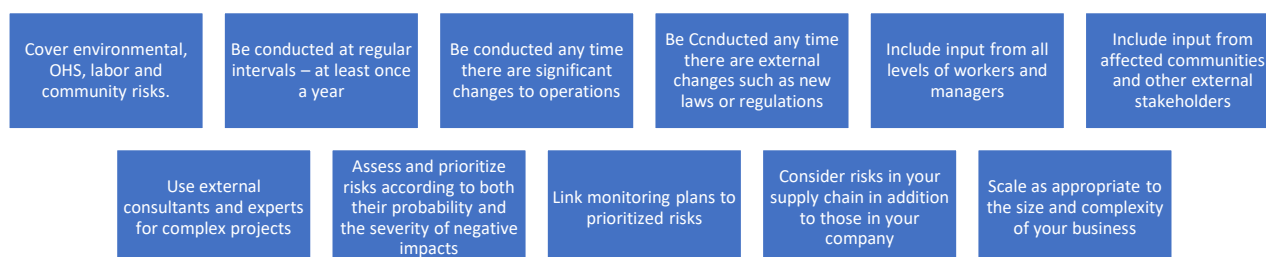 Cover environmental,
OHS, labor and
community risks.
Be conducted at regular
intervals – at least once
a year
Be conducted any time
there are significant
changes to operations
Be Ccnducted any time
there are external
changes such as new
laws or regulations
Include input from all
levels of workers and
managers
Include input from
affected communities
and other external
stakeholders
Use external
consultants and experts
for complex projects
Assess and prioritize
risks according to both
their probability and
the severity of negative
impacts
Link monitoring plans to
prioritized risks
Consider risks in your
supply chain in addition
to those in your
company
Scale as appropriate to
the size and complexity
of your business